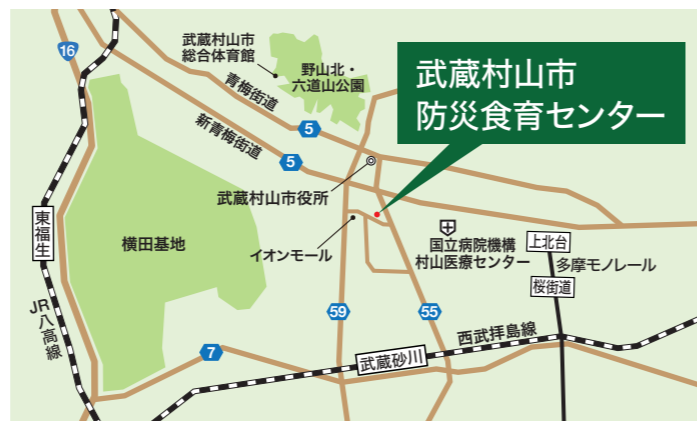 16
武蔵村山市
総合体育館
野山北・
六道山公園
武蔵村山市
防災食育センター
青梅街道
5
新青梅街道
5
武蔵村山市役所
東福生
横田基地
イオンモール
国立病院機構
村山医療センター
上北台
多摩モノレール
桜街道
JR八高線
59
55
西武拝島線
7
武蔵砂川